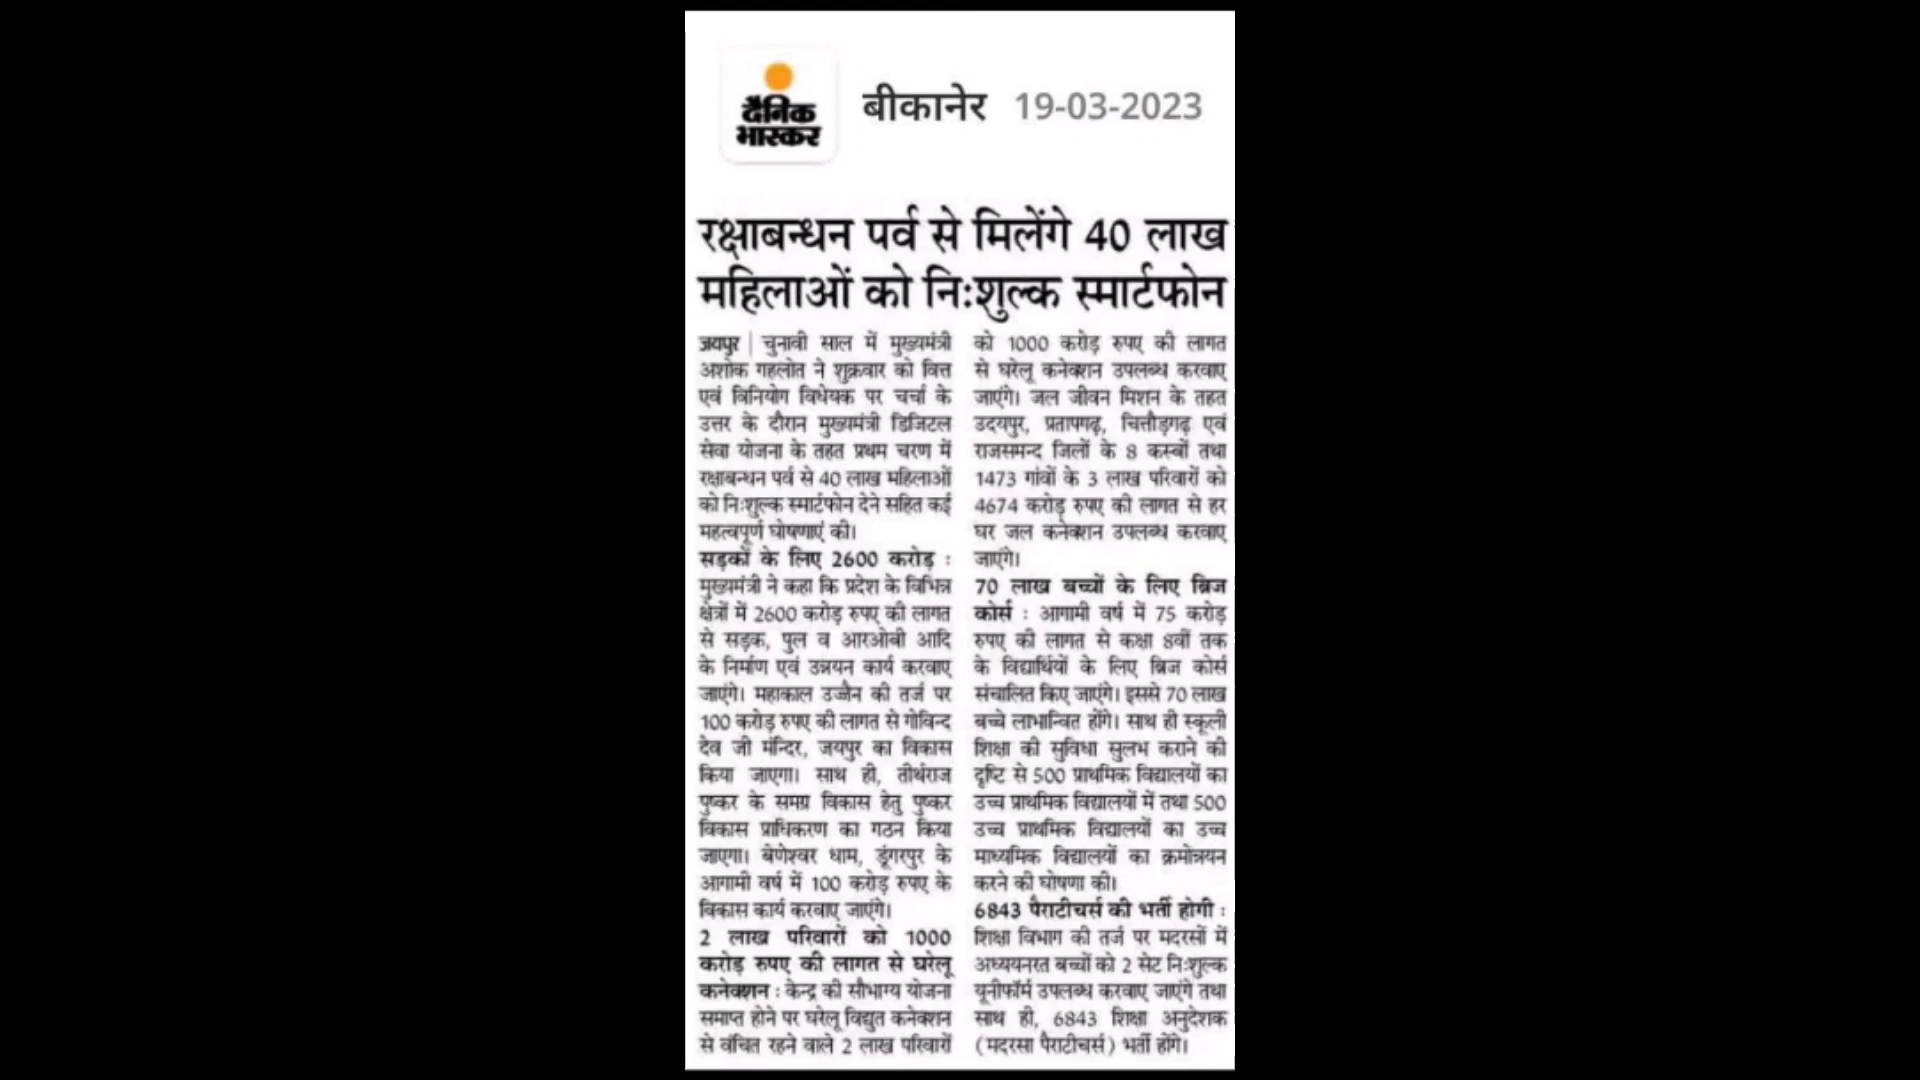 दैनिक
भास्कर
बीकानेर 19-03-2023
रक्षाबन्धन पर्व से मिलेंगे 40 लाख
महिलाओं को निःशुल्क स्मार्टफोन
जयपुर | चुनावी साल में मुख्यमंत्री
अशोक गहलोत ने शुक्रवार को वित्त
एवं विनियोग विधेयक पर चर्चा के
उत्तर के दौरान मुख्यमंत्री डिजिटल
सेवा योजना के तहत प्रथम चरण में
रक्षाबन्धन पर्व से 40 लाख महिलाओं
को निःशुल्क स्मार्टफोन देने सहित कई
महत्वपूर्ण घोषणाएं की।
सड़कों के लिए 2600 करोड़ :
मुख्यमंत्री ने कहा कि प्रदेश के विभिन्न
क्षेत्रों में 2600 करोड़ रुपए की लागत
से सड़क, पुल व आरओबी आदि
के निर्माण एवं उन्नयन कार्य करवाए
जाएंगे। महाकाल उज्जैन की तर्ज पर
100 करोड़ रुपए की लागत से गोविन्द
देव जी मंन्दिर, जयपुर का विकास
किया जाएगा। साथ ही, तीर्थराज
पुष्कर के समग्र विकास हेतु पुष्कर
विकास प्राधिकरण का गठन किया
जाएगा। बेणेश्वर धाम, डूंगरपुर के
आगामी वर्ष में 100 करोड़ रुपए के
विकास कार्य करवाए जाएंगे।
2 लाख परिवारों को 1000
करोड़ रुपए की लागत से घरेलू
कनेक्शन : केन्द्र की सौभाग्य योजना
समाप्त होने पर घरेलू विद्युत कनेक्शन
से वंचित रहने वाले 2 लाख परिवारों
को 1000 करोड़ रुपए की लागत
से घरेलू कनेक्शन उपलब्ध करवाए
जाएंगे। जल जीवन मिशन के तहत
उदयपुर, प्रतापगढ़, चित्तौड़गढ़ एवं
राजसमन्द जिलों के 8 कस्बों तथा
1473 गांवों के 3 लाख परिवारों को
4674 करोड़ रुपए की लागत से हर
घर जल कनेक्शन उपलब्ध करवाए
जाएंगे।
70 लाख बच्चों के लिए ब्रिज
कोर्स : आगामी वर्ष में 75 करोड़
रुपए की लागत से कक्षा 8वीं तक
के विद्यार्थियों के लिए ब्रिज कोर्स
संचालित किए जाएंगे। इससे 70 लाख
बच्चे लाभान्वित होंगे। साथ ही स्कूली
शिक्षा की सुविधा सुलभ कराने की
दृष्टि से 500 प्राथमिक विद्यालयों का
उच्च प्राथमिक विद्यालयों में तथा 500
उच्च प्राथमिक विद्यालयों का उच्च
माध्यमिक विद्यालयों का क्रमोन्नयन
करने की घोषणा की।
6843 पैराटीचर्स की भर्ती होगी :
शिक्षा विभाग की तर्ज पर मदरसों में
अध्ययनरत बच्चों को 2 सेट निःशुल्क
यूनीफॉर्म उपलब्ध करवाए जाएंगे तथा
साथ ही, 6843 शिक्षा अनुदेशक
(मदरसा पैराटीचर्स) भर्ती होंगे।